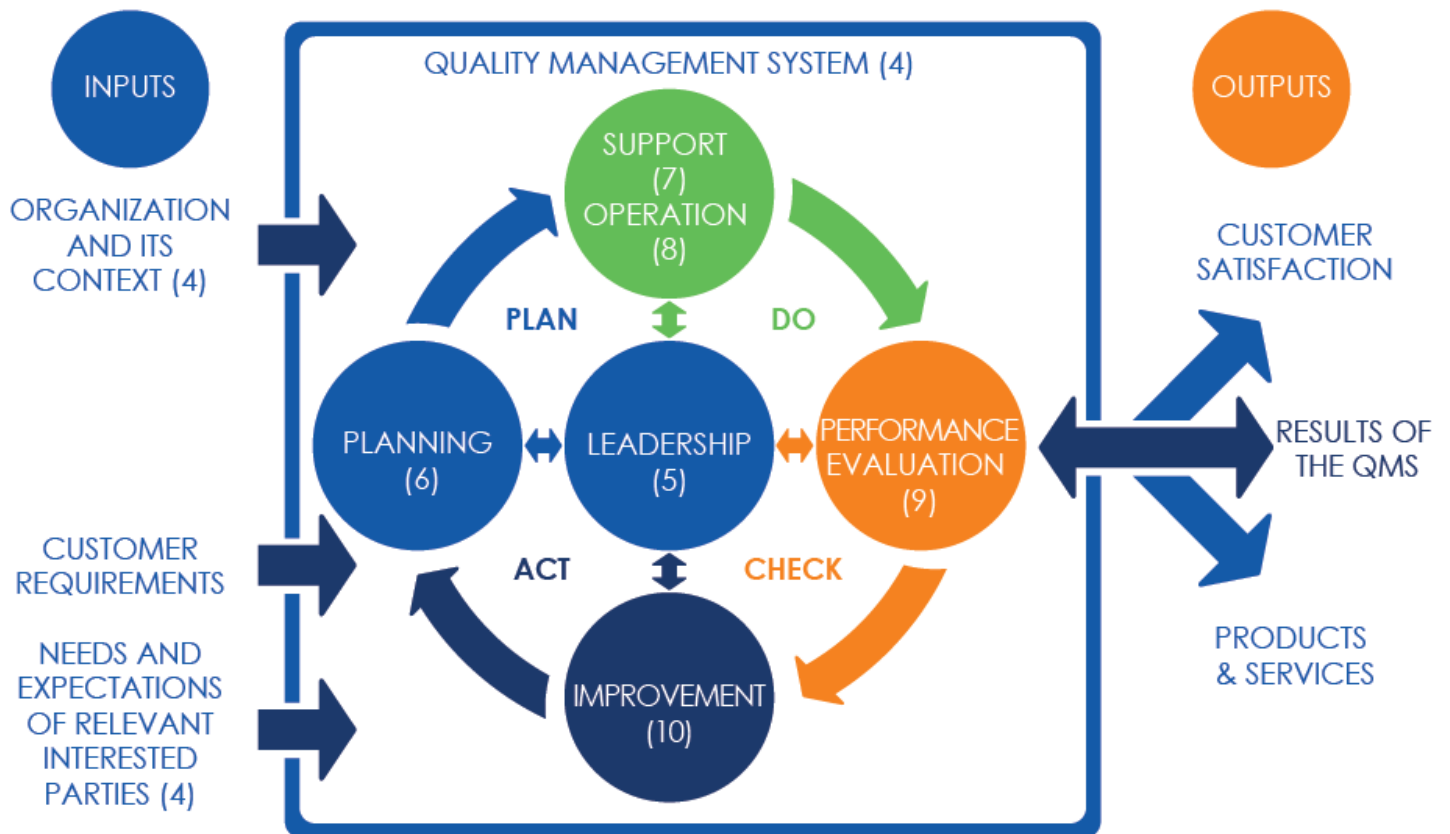 INPUTS
ORGANIZATION
AND ITS
CONTEXT (4)
CUSTOMER
REQUIREMENTS
NEEDS AND
EXPECTATIONS
OF RELEVANT
INTERESTED
PARTIES (4)
QUALITY MANAGEMENT SYSTEM (4)
SUPPORT
(7)
OPERATION
(8)
PLAN
DO
PLANNING
(6)
LEADERSHIP
(5)
PERFORMANCE
EVALUATION
(9)
ACT
CHECK
IMPROVEMENT
(10)
OUTPUTS
CUSTOMER
SATISFACTION
RESULTS OF
THE QMS
PRODUCTS
& SERVICES